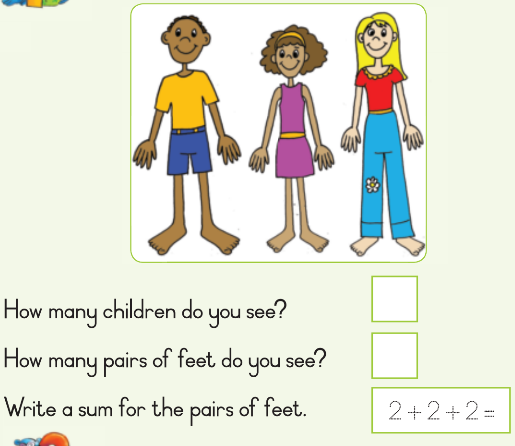 How many children do you see?
How many pairs of feet do you see?
Write a sum for the pairs of feet.
2 + 2 + 2 =